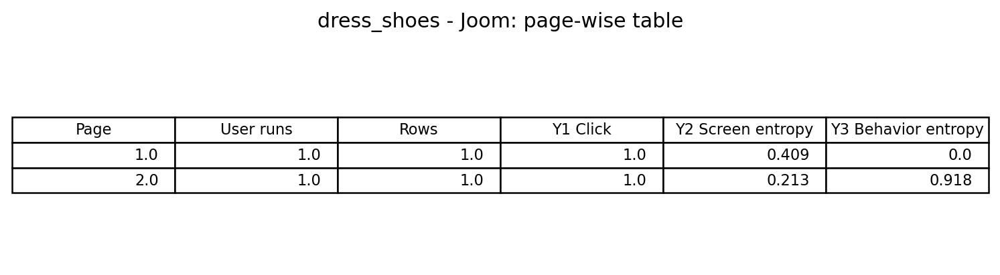 dress_shoes - Joom: page-wise table
Page User runs Rows Y1 Click Y2 Screen entropy Y3 Behavior entropy
1.0 1.0 1.0 1.0 0.409 0.0
2.0 1.0 1.0 1.0 0.213 0.918